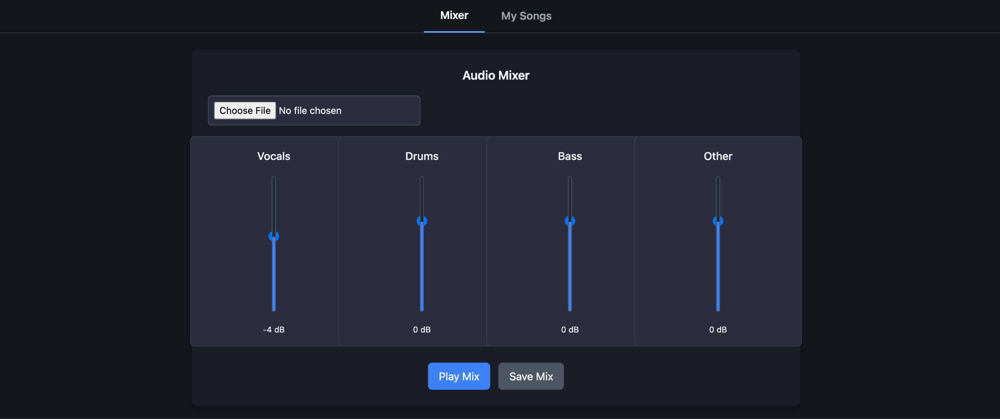 Mixer My Songs
Audio Mixer
Choose File No file chosen
Vocals Drums Bass Other
-4 dB 0 dB 0 dB 0 dB
Play Mix Save Mix